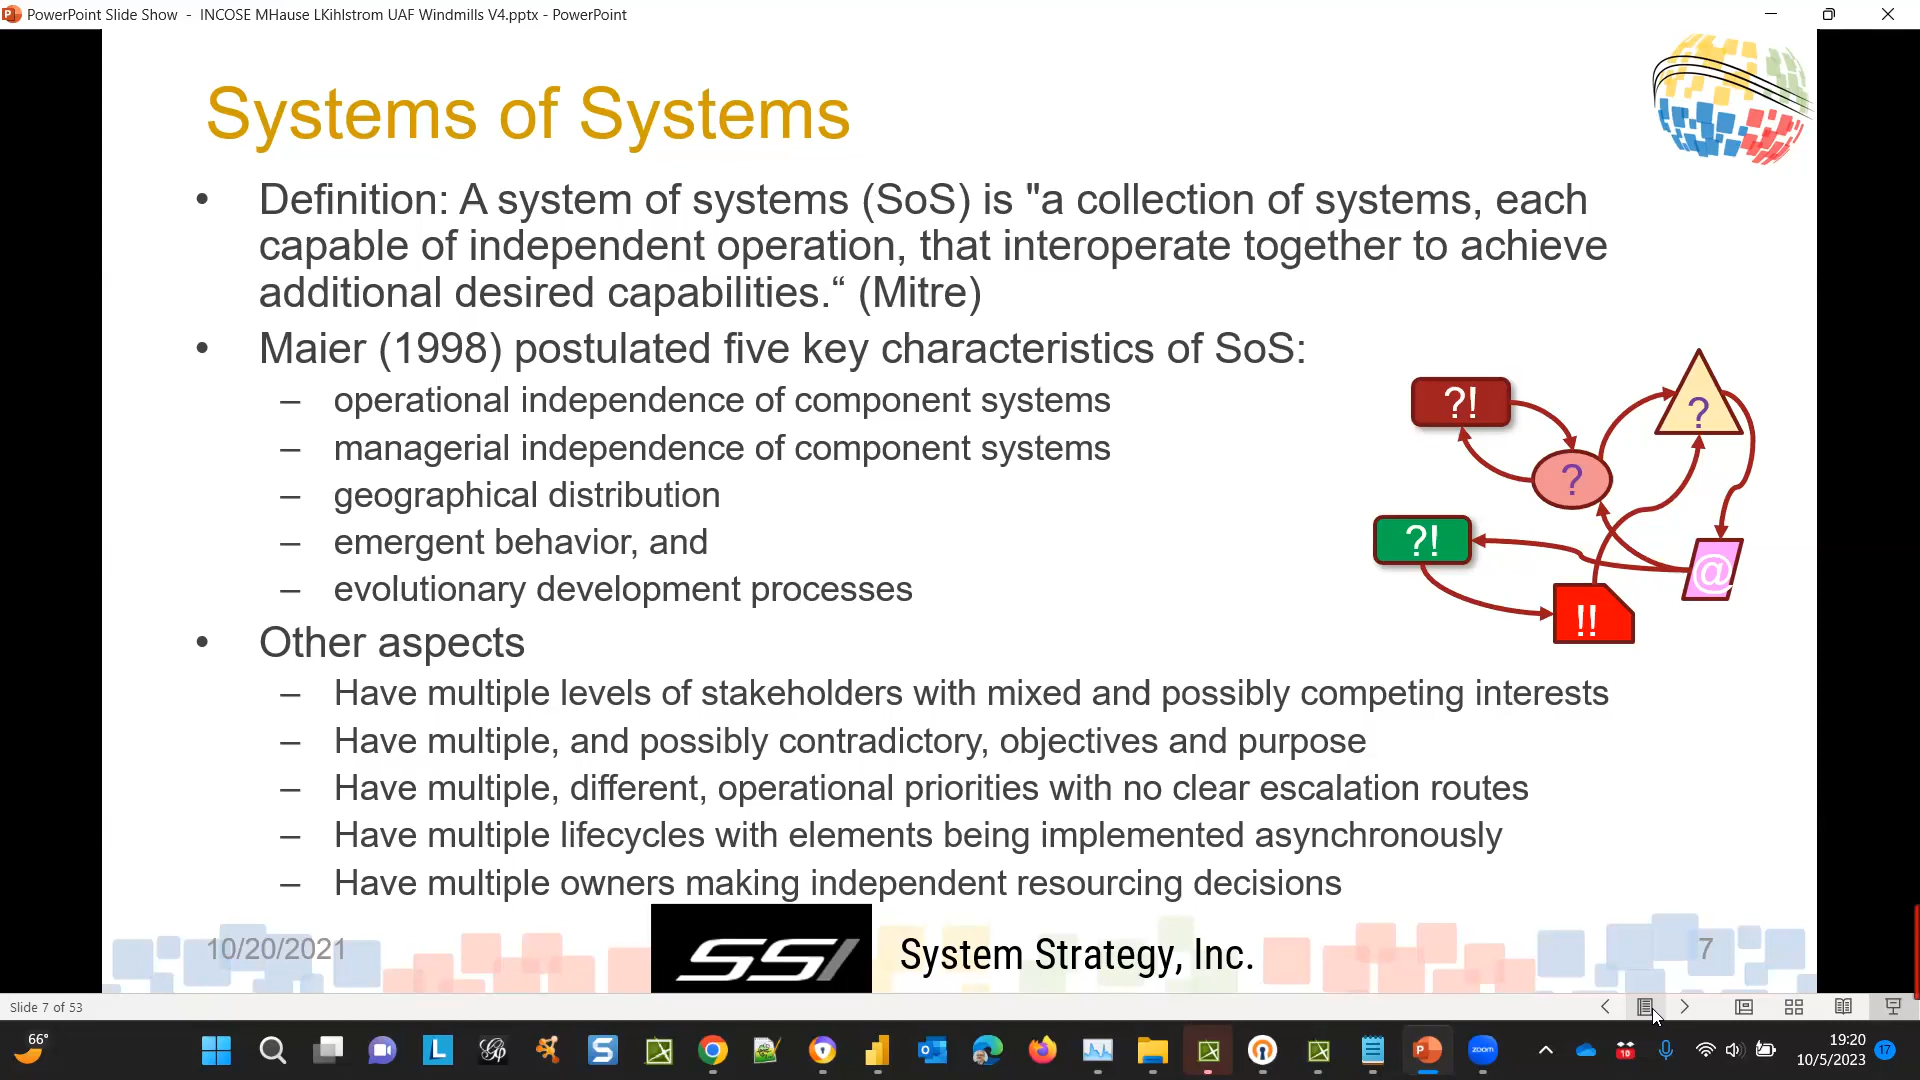 PowerPoint Slide Show - INCOSE MHause LKihlstrom UAF Windmills V4.pptx - PowerPoint
Systems of Systems
• Definition: A system of systems (SoS) is "a collection of systems, each
capable of independent operation, that interoperate together to achieve
additional desired capabilities.“ (Mitre)
• Maier (1998) postulated five key characteristics of SoS:
– operational independence of component systems
– managerial independence of component systems
– geographical distribution
– emergent behavior, and
– evolutionary development processes
?!
?
?
?!
@
!!
• Other aspects
– Have multiple levels of stakeholders with mixed and possibly competing interests
– Have multiple, and possibly contradictory, objectives and purpose
– Have multiple, different, operational priorities with no clear escalation routes
– Have multiple lifecycles with elements being implemented asynchronously
– Have multiple owners making independent resourcing decisions
10/20/2021
SSI
System Strategy, Inc.
7
Slide 7 of 53
66°
L
S
P
zoom
10
19:20
10/5/2023
17